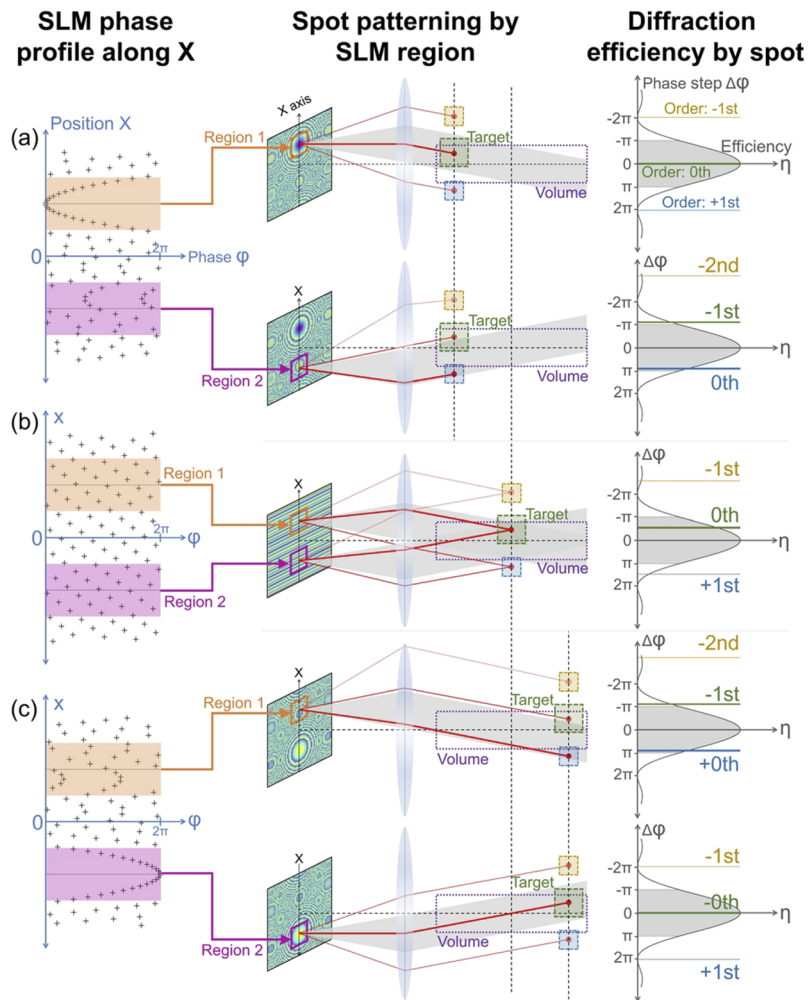 SLM phase
profile along X
Spot patterning by
SLM region
Diffraction
efficiency by spot
(a)
Position X
0
2π
Phase φ
Region 1
Region 2
X axis
Target
Volume
X
Target
Volume
Phase step Δφ
-2π
Order: -1st
-π
Efficiency
0
η
Order: 0th
π
Order: +1st
2π
Δφ
-2nd
-2π
-1st
-π
0
η
π
0th
2π
(b)
x
Region 1
0
2π
φ
Region 2
X
Target
Volume
Δφ
-1st
-2π
0th
-π
0
η
π
+1st
2π
(c)
x
Region 1
0
2π
φ
Region 2
X
Target
Volume
X
Target
Volume
Δφ
-2nd
-2π
-1st
-π
0
η
π
+0th
2π
Δφ
-1st
-2π
-π
-0th
0
η
π
+1st
2π